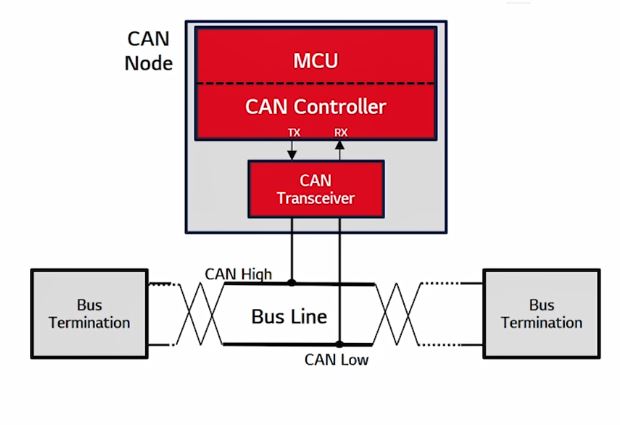 CAN
Node
MCU
CAN Controller
TX RX
CAN
Transceiver
CAN High
Bus
Termination
Bus Line
Bus
Termination
CAN Low